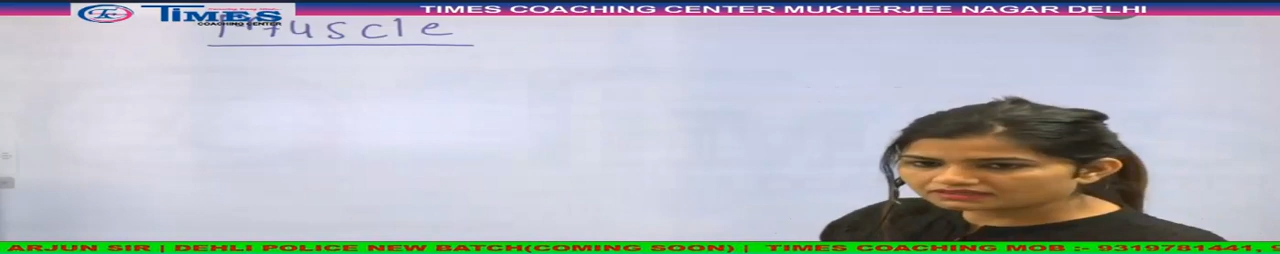 TIMES COACHING CENTER MUKHERJEE NAGAR DELHI
TIMES
COACHING CENTER
Muscle
ARJUN SIR | DEHLI POLICE NEW BATCH(COMING SOON) | TIMES COACHING MOB :- 9319781441, 9